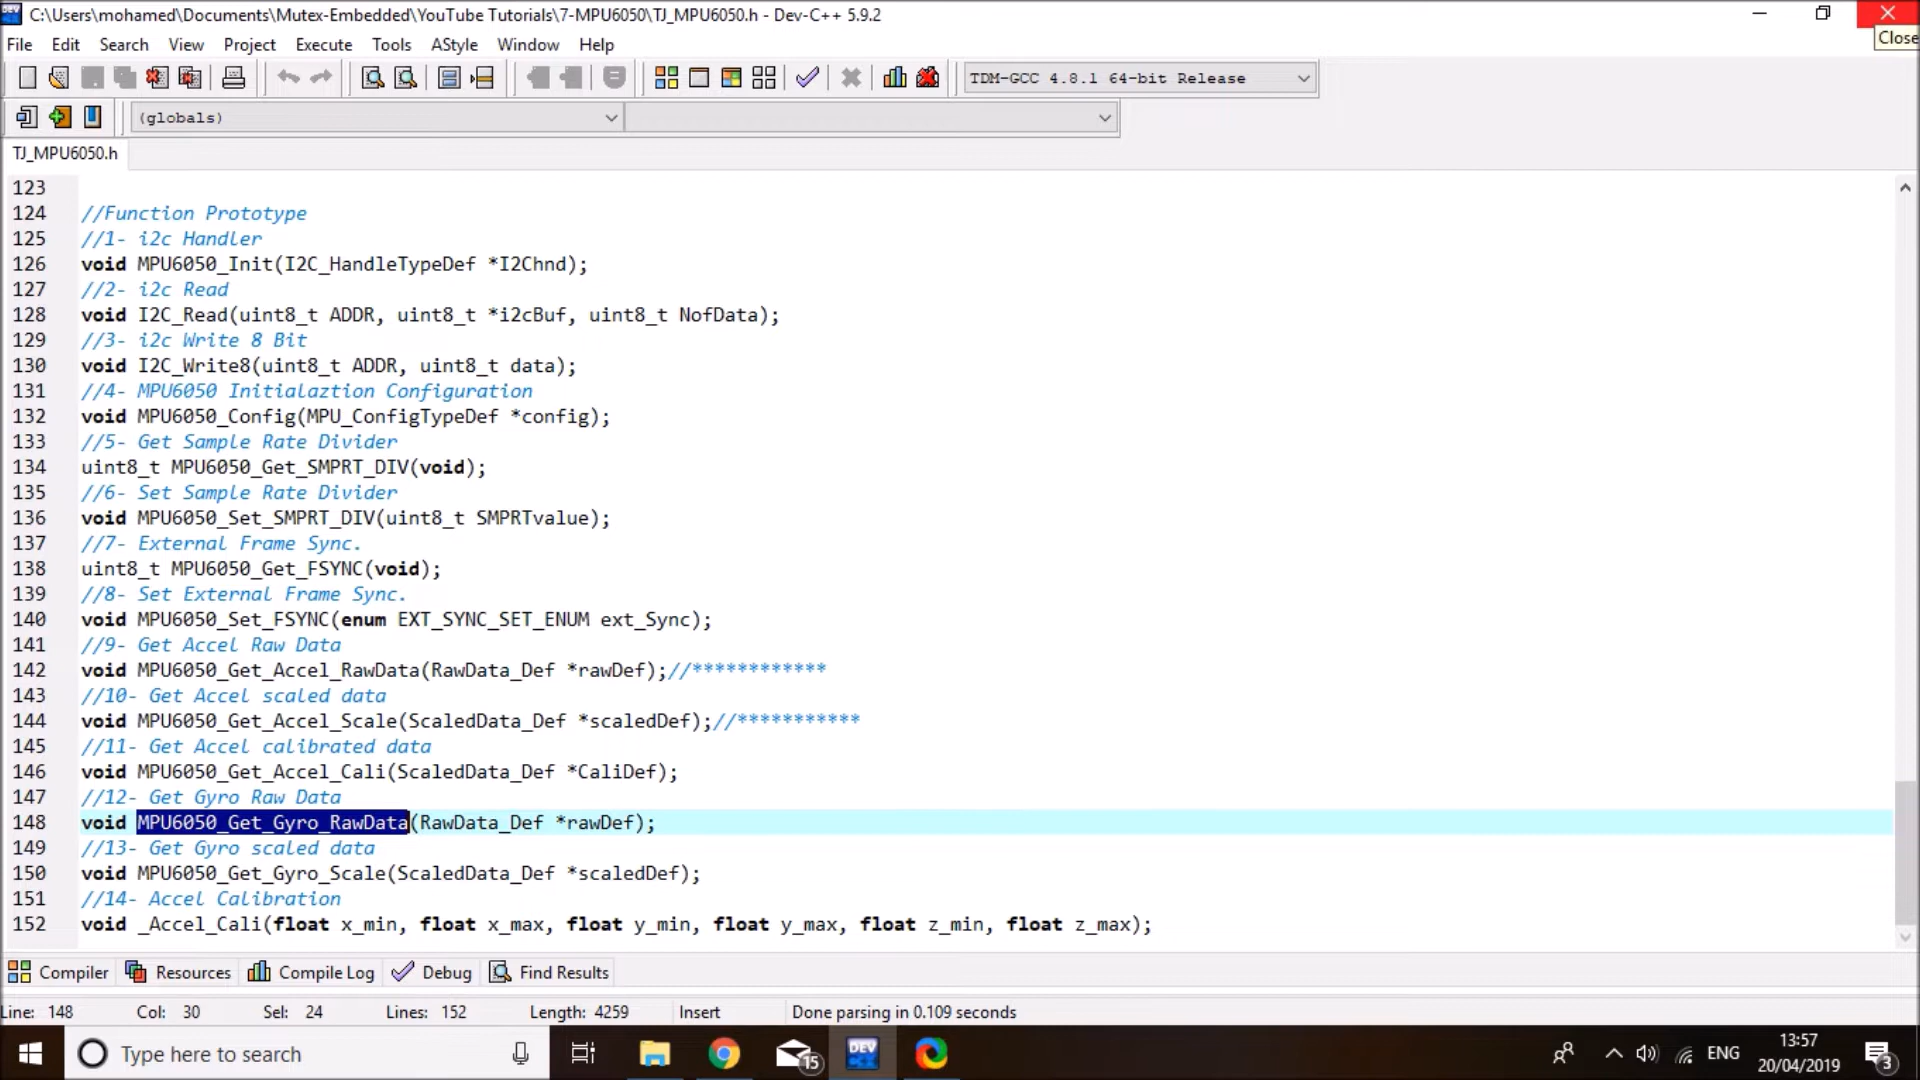 C:\Users\mohamed\Documents\Mutex-Embedded\YouTube Tutorials\7-MPU6050\TJ_MPU6050.h - Dev-C++ 5.9.2
Close
File Edit Search View Project Execute Tools AStyle Window Help
TDM-GCC 4.8.1 64-bit Release
(globals)
TJ_MPU6050.h
123
124 //Function Prototype
125 //1- i2c Handler
126 void MPU6050_Init(I2C_HandleTypeDef *I2Chnd);
127 //2- i2c Read
128 void I2C_Read(uint8_t ADDR, uint8_t *i2cBuf, uint8_t NofData);
129 //3- i2c Write 8 Bit
130 void I2C_Write8(uint8_t ADDR, uint8_t data);
131 //4- MPU6050 Initialaztion Configuration
132 void MPU6050_Config(MPU_ConfigTypeDef *config);
133 //5- Get Sample Rate Divider
134 uint8_t MPU6050_Get_SMPRT_DIV(void);
135 //6- Set Sample Rate Divider
136 void MPU6050_Set_SMPRT_DIV(uint8_t SMPRTvalue);
137 //7- External Frame Sync.
138 uint8_t MPU6050_Get_FSYNC(void);
139 //8- Set External Frame Sync.
140 void MPU6050_Set_FSYNC(enum EXT_SYNC_SET_ENUM ext_Sync);
141 //9- Get Accel Raw Data
142 void MPU6050_Get_Accel_RawData(RawData_Def *rawDef);//************
143 //10- Get Accel scaled data
144 void MPU6050_Get_Accel_Scale(ScaledData_Def *scaledDef);//***********
145 //11- Get Accel calibrated data
146 void MPU6050_Get_Accel_Cali(ScaledData_Def *CaliDef);
147 //12- Get Gyro Raw Data
148 void MPU6050_Get_Gyro_RawData(RawData_Def *rawDef);
149 //13- Get Gyro scaled data
150 void MPU6050_Get_Gyro_Scale(ScaledData_Def *scaledDef);
151 //14- Accel Calibration
152 void _Accel_Cali(float x_min, float x_max, float y_min, float y_max, float z_min, float z_max);
Compiler Resources Compile Log Debug Find Results
Line: 148 Col: 30 Sel: 24 Lines: 152 Length: 4259 Insert Done parsing in 0.109 seconds
Type here to search 15 DEV C++ ENG 13:57
20/04/2019 3